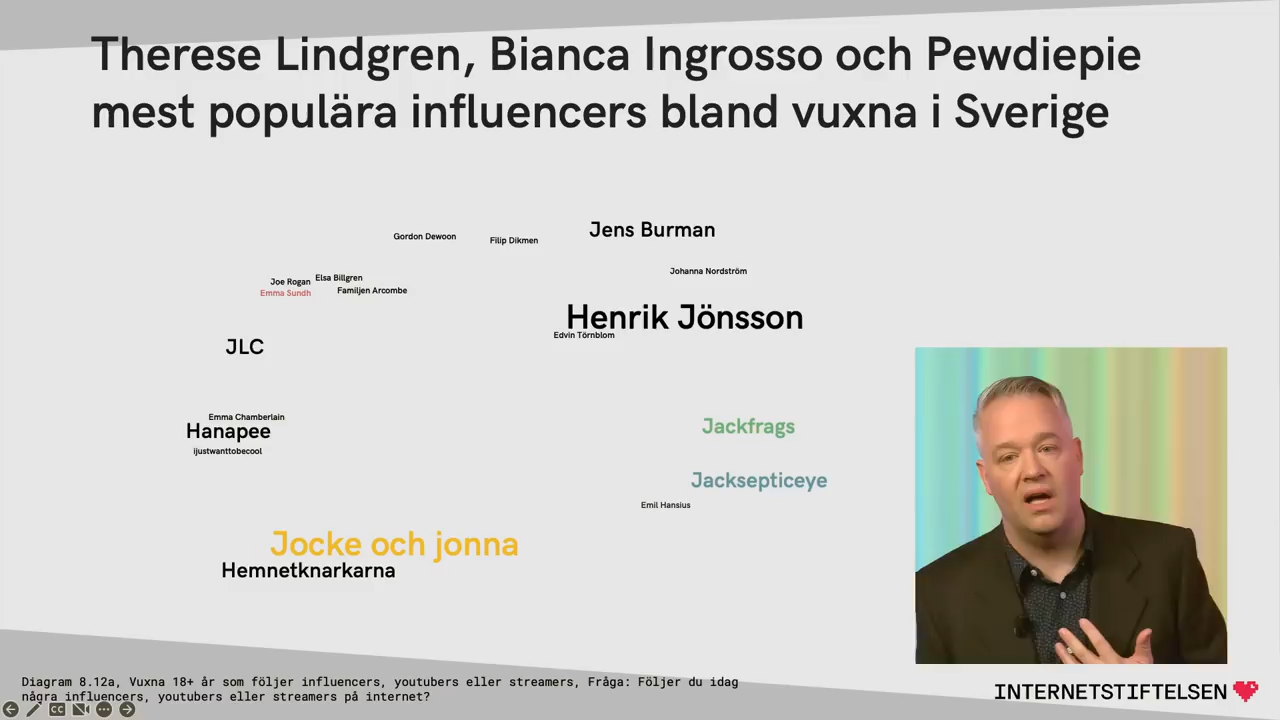 Therese Lindgren, Bianca Ingrosso och Pewdiepie
mest populära influencers bland vuxna i Sverige
Jens Burman
Gordon Dewoon
Filip Dikmen
Johanna Nordström
Elsa Billgren
Joe Rogan
Familjen Arcombe
Emma Sundh
Henrik Jönsson
Edvin Törnblom
JLC
Emma Chamberlain
Hanapee
ijustwanttobecool
Jackfrags
Jacksepticeye
Emil Hansius
Jocke och jonna
Hemnetknarkarna
Diagram 8.12a, Vuxna 18+ år som följer influencers, youtubers eller streamers, Fråga: Följer du idag
några influencers, youtubers eller streamers på internet?
INTERNETSTIFTELSEN
CC